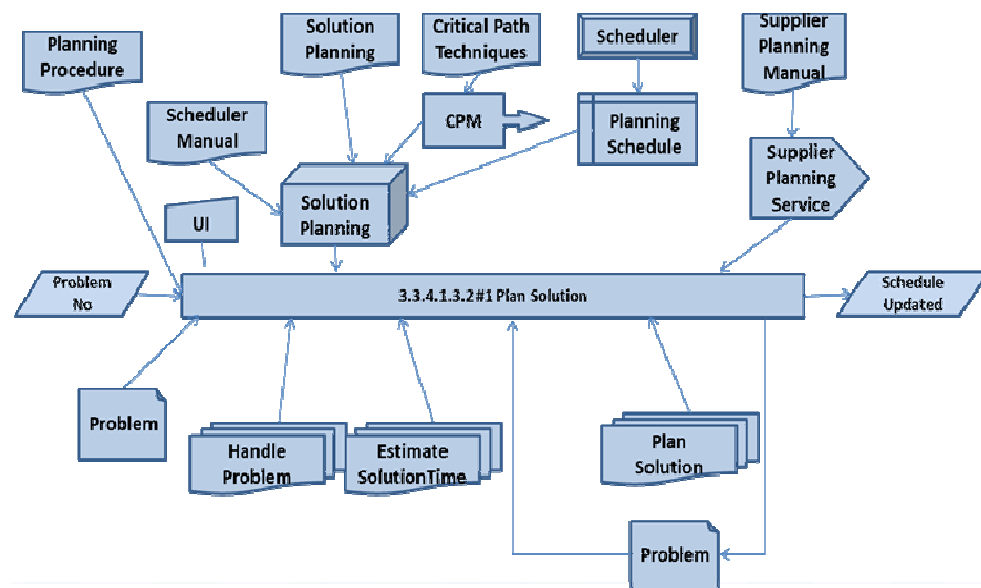 Planning
Procedure
Solution
Planning
Critical Path
Techniques
Scheduler
Supplier
Planning
Manual
Scheduler
Manual
CPM
Planning
Schedule
Supplier
Planning
Service
Solution
Planning
UI
Problem
No
3.3.4.1.3.2#1 Plan Solution
Schedule
Updated
Problem
Handle
Problem
Estimate
SolutionTime
Plan
Solution
Problem